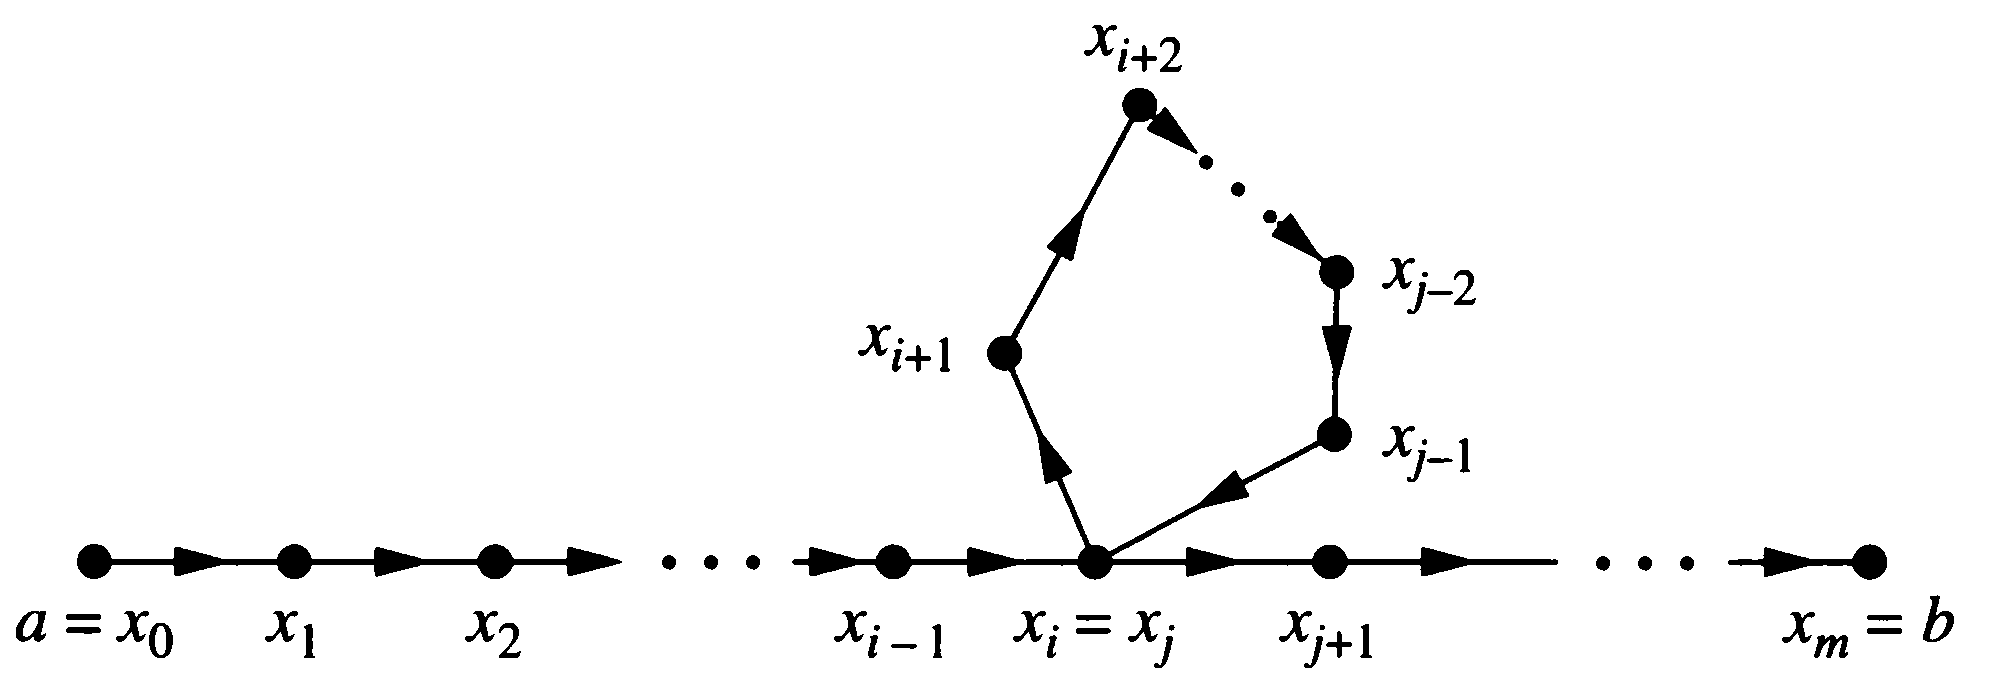 x_{i+2}
x_{j-2}
x_{i+1}
x_{j-1}
a = x_0 x_1 x_2 x_{i-1} x_i = x_j x_{j+1} x_m = b